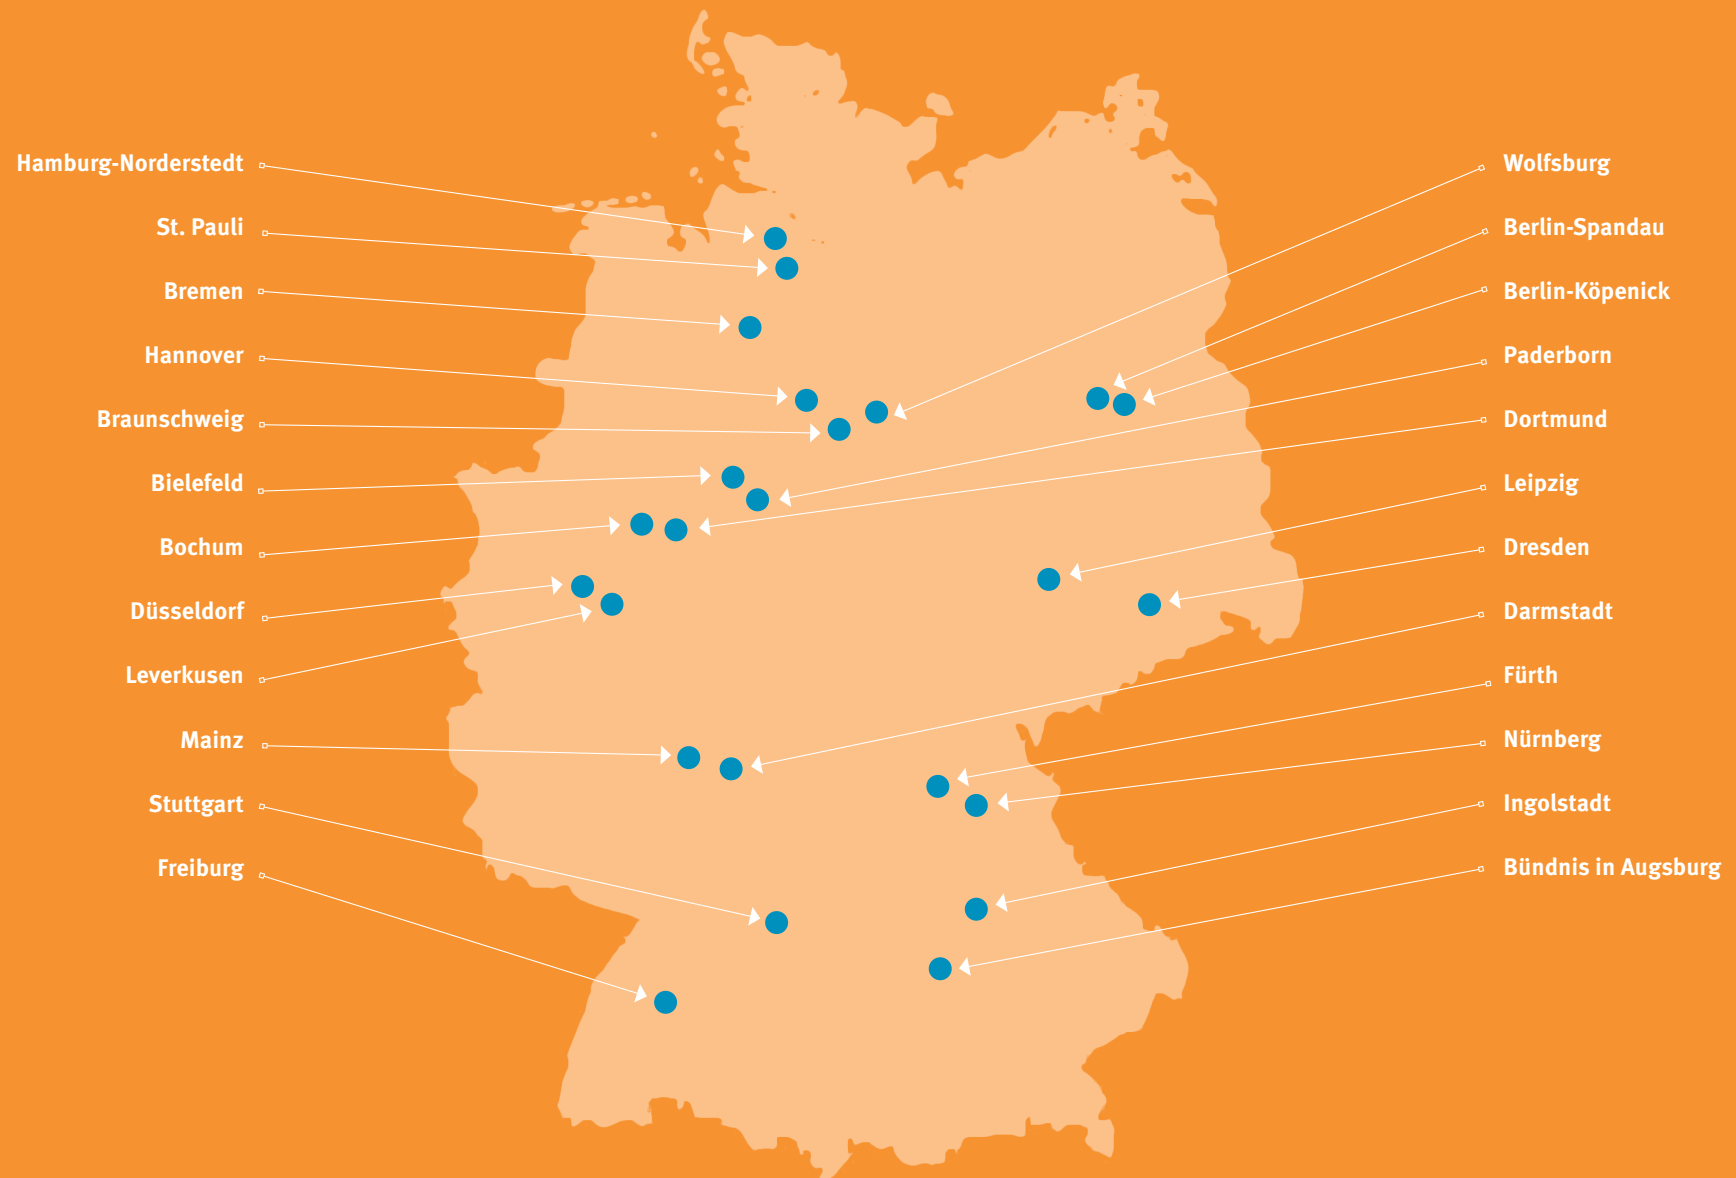 Hamburg-Norderstedt
St. Pauli
Bremen
Hannover
Braunschweig
Bielefeld
Bochum
Düsseldorf
Leverkusen
Mainz
Stuttgart
Freiburg
Wolfsburg
Berlin-Spandau
Berlin-Köpenick
Paderborn
Dortmund
Leipzig
Dresden
Darmstadt
Fürth
Nürnberg
Ingolstadt
Bündnis in Augsburg